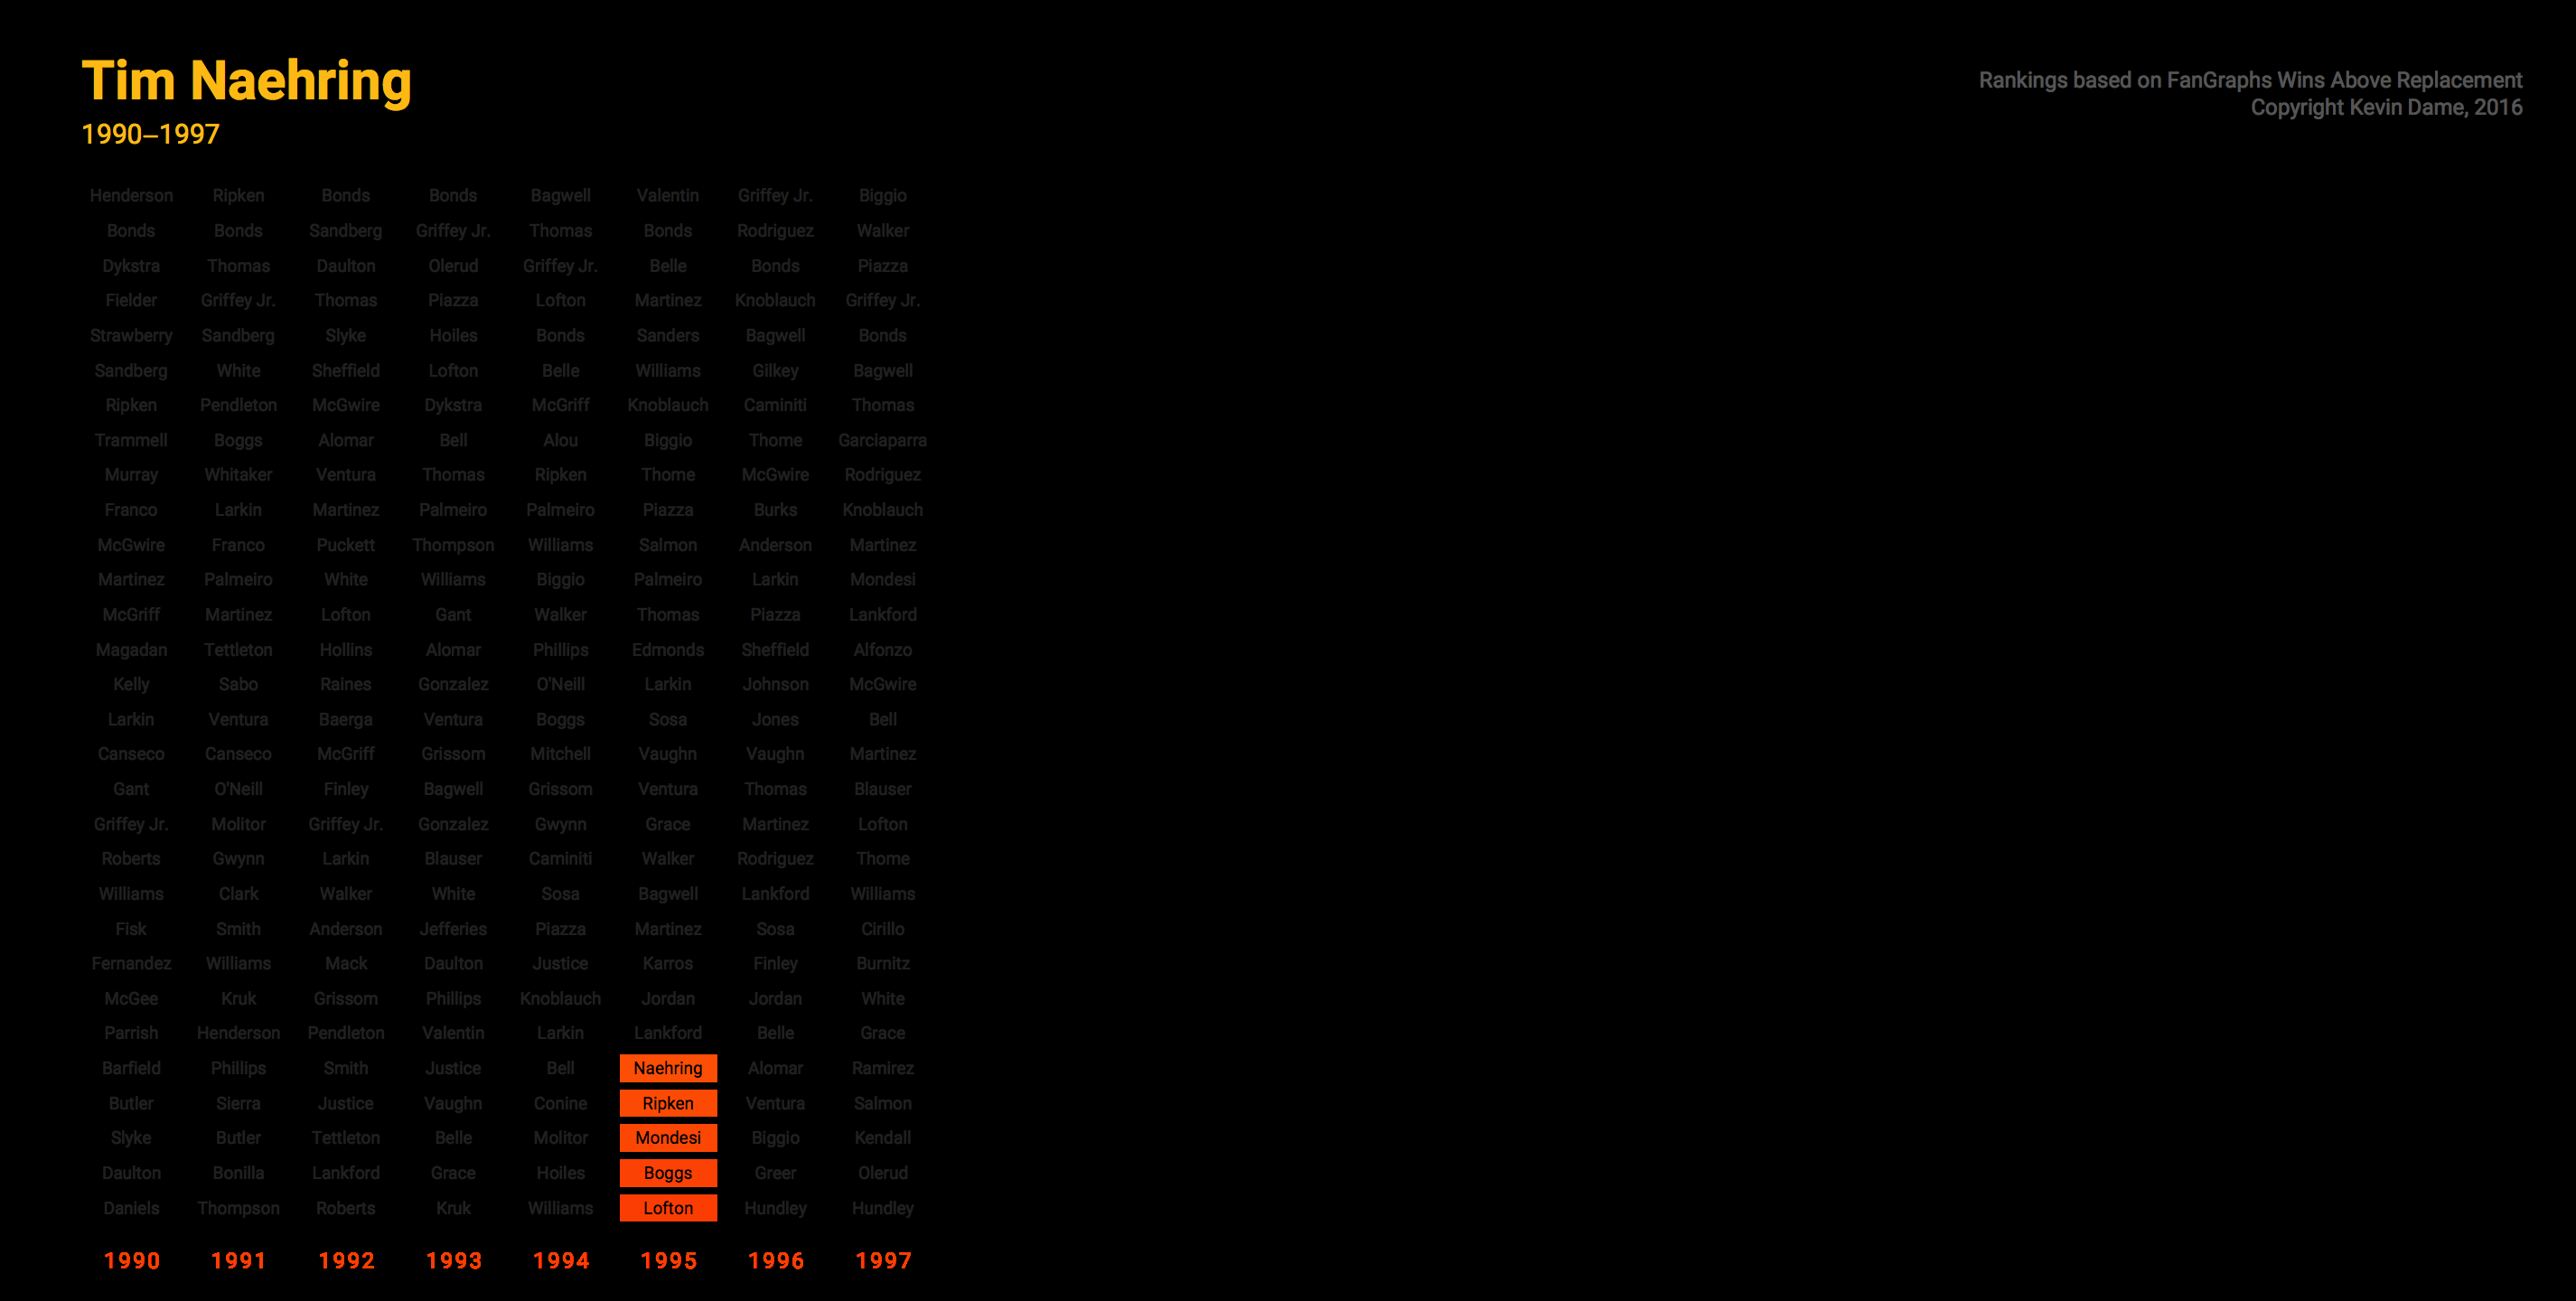 Tim Naehring
1990–1997
Rankings based on FanGraphs Wins Above Replacement
Copyright Kevin Dame, 2016
Henderson Ripken Bonds Bonds Bagwell Valentin Griffey Jr. Biggio
Bonds Bonds Sandberg Griffey Jr. Thomas Bonds Rodriguez Walker
Dykstra Thomas Daulton Olerud Griffey Jr. Belle Bonds Piazza
Fielder Griffey Jr. Thomas Piazza Lofton Martinez Knoblauch Griffey Jr.
Strawberry Sandberg Slyke Hoiles Bonds Sanders Bagwell Bonds
Sandberg White Sheffield Lofton Belle Williams Gilkey Bagwell
Ripken Pendleton McGwire Dykstra McGriff Knoblauch Caminiti Thomas
Trammell Boggs Alomar Bell Alou Biggio Thome Garciaparra
Murray Whitaker Ventura Thomas Ripken Thome McGwire Rodriguez
Franco Larkin Martinez Palmeiro Palmeiro Piazza Burks Knoblauch
McGwire Franco Puckett Thompson Williams Salmon Anderson Martinez
Martinez Palmeiro White Williams Biggio Palmeiro Larkin Mondesi
McGriff Martinez Lofton Gant Walker Thomas Piazza Lankford
Magadan Tettleton Hollins Alomar Phillips Edmonds Sheffield Alfonzo
Kelly Sabo Raines Gonzalez O'Neill Larkin Johnson McGwire
Larkin Ventura Baerga Ventura Boggs Sosa Jones Bell
Canseco Canseco McGriff Grissom Mitchell Vaughn Vaughn Martinez
Gant O'Neill Finley Bagwell Grissom Ventura Thomas Blauser
Griffey Jr. Molitor Griffey Jr. Gonzalez Gwynn Grace Martinez Lofton
Roberts Gwynn Larkin Blauser Caminiti Walker Rodriguez Thome
Williams Clark Walker White Sosa Bagwell Lankford Williams
Fisk Smith Anderson Jefferies Piazza Martinez Sosa Cirillo
Fernandez Williams Mack Daulton Justice Karros Finley Burnitz
McGee Kruk Grissom Phillips Knoblauch Jordan Jordan White
Parrish Henderson Pendleton Valentin Larkin Lankford Belle Grace
Barfield Phillips Smith Justice Bell Naehring Alomar Ramirez
Butler Sierra Justice Vaughn Conine Ripken Ventura Salmon
Slyke Butler Tettleton Belle Molitor Mondesi Biggio Kendall
Daulton Bonilla Lankford Grace Hoiles Boggs Greer Olerud
Daniels Thompson Roberts Kruk Williams Lofton Hundley Hundley
1990 1991 1992 1993 1994 1995 1996 1997